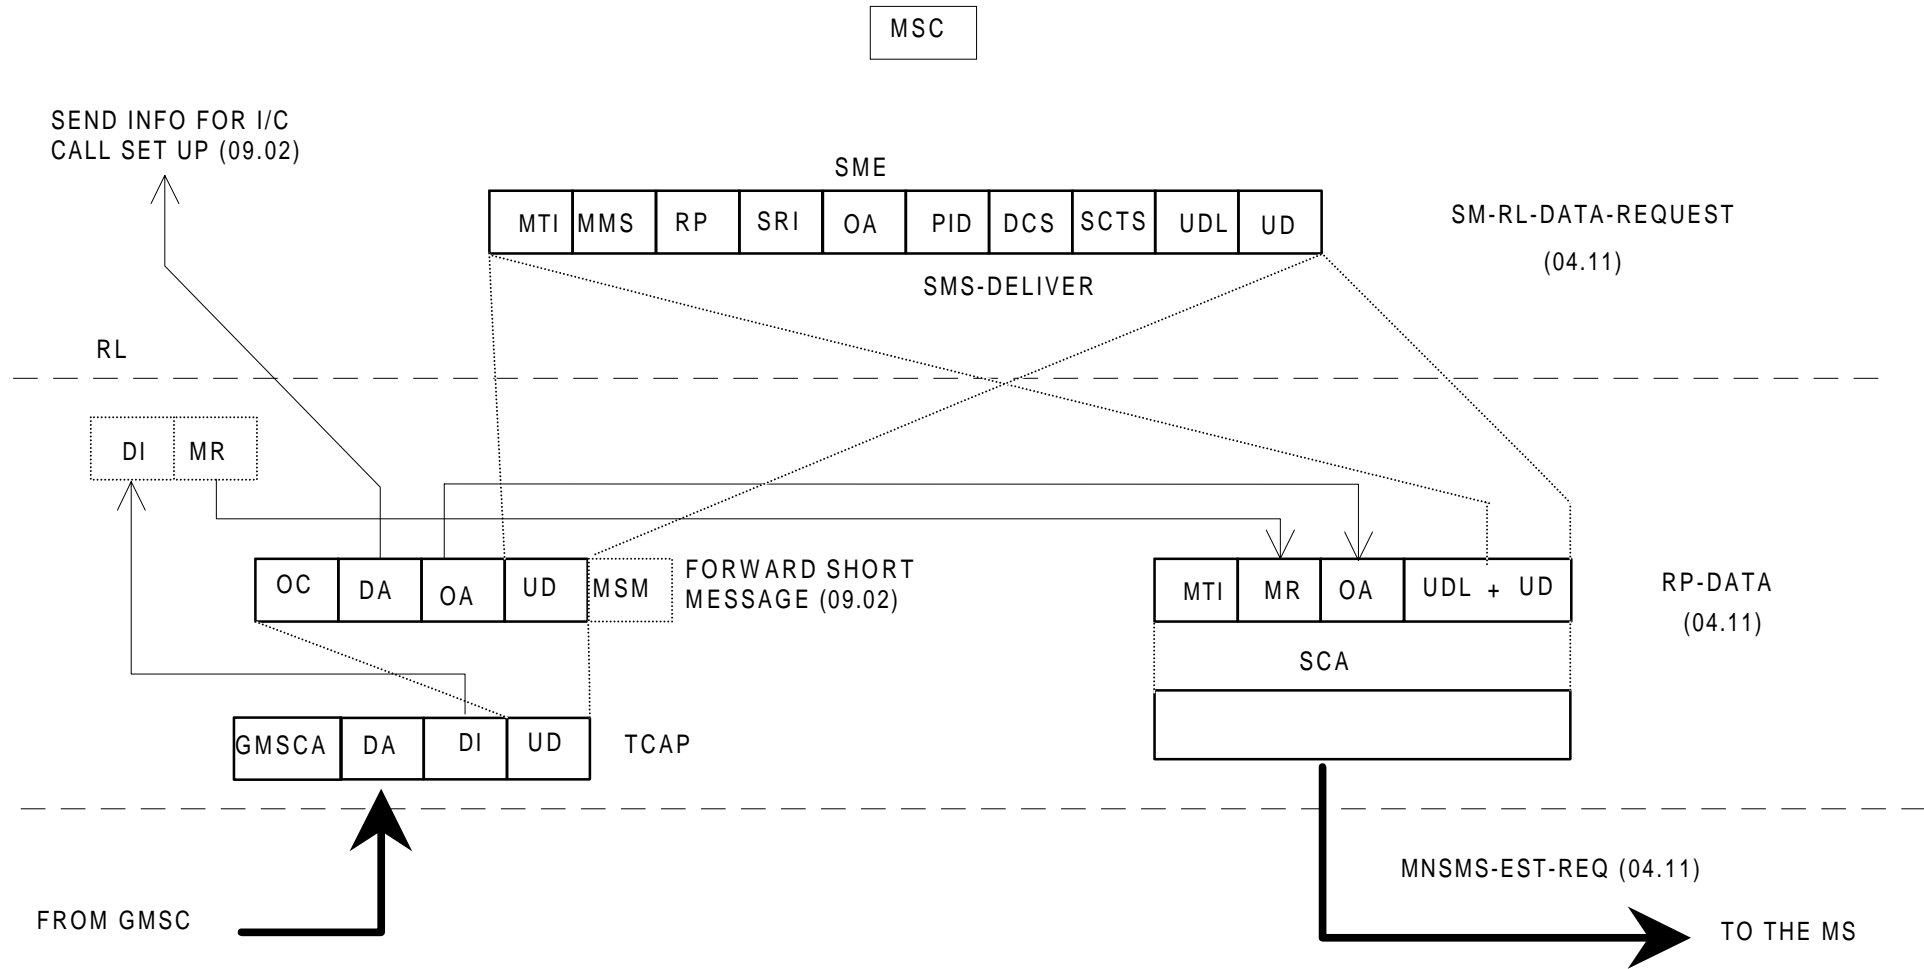 MSC
SEND INFO FOR I/C
CALL SET UP (09.02)
SME
MTI MMS RP SRI OA PID DCS SCTS UDL UD
SM-RL-DATA-REQUEST
(04.11)
SMS-DELIVER
RL
DI MR
OC DA OA UD MSM
FORWARD SHORT
MESSAGE (09.02)
MTI MR OA UDL + UD
RP-DATA
(04.11)
SCA
GMSCA DA DI UD TCAP
MNSMS-EST-REQ (04.11)
FROM GMSC
TO THE MS